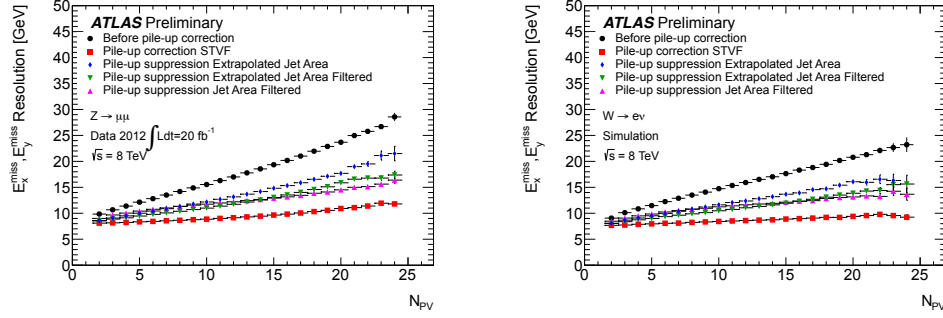 E_x^miss, E_y^miss Resolution [GeV]
50
45
40
35
30
25
20
15
10
5
0
ATLAS Preliminary
Before pile-up correction
Pile-up correction STVF
Pile-up suppression Extrapolated Jet Area
Pile-up suppression Extrapolated Jet Area Filtered
Pile-up suppression Jet Area Filtered
Z → μμ
Data 2012 ∫Ldt=20 fb⁻¹
√s = 8 TeV
0 5 10 15 20 25
N_PV
E_x^miss, E_y^miss Resolution [GeV]
50
45
40
35
30
25
20
15
10
5
0
ATLAS Preliminary
Before pile-up correction
Pile-up correction STVF
Pile-up suppression Extrapolated Jet Area
Pile-up suppression Extrapolated Jet Area Filtered
Pile-up suppression Jet Area Filtered
W → eν
Simulation
√s = 8 TeV
0 5 10 15 20 25
N_PV